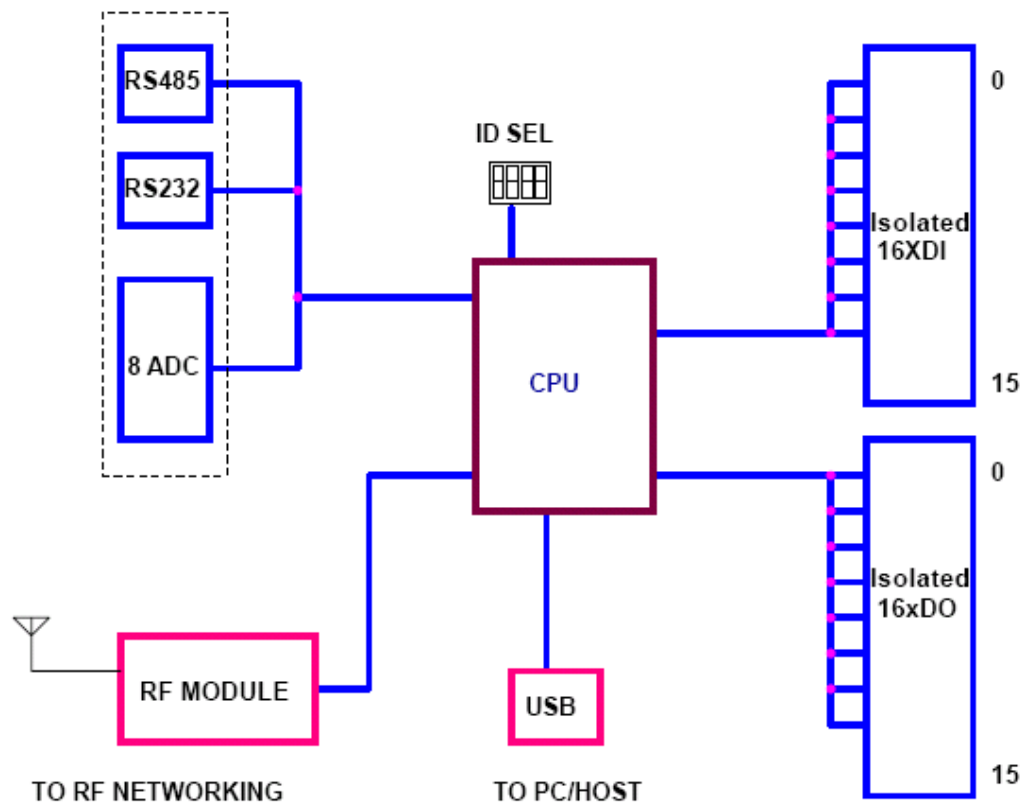 RS485
RS232
8 ADC
ID SEL
CPU
0
Isolated
16XDI
15
0
Isolated
16xDO
15
RF MODULE
USB
TO RF NETWORKING
TO PC/HOST